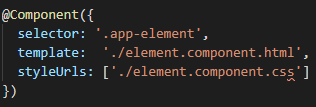 @Component({
  selector: '.app-element',
  template:  './element.component.html',
  styleUrls: ['./element.component.css']
})